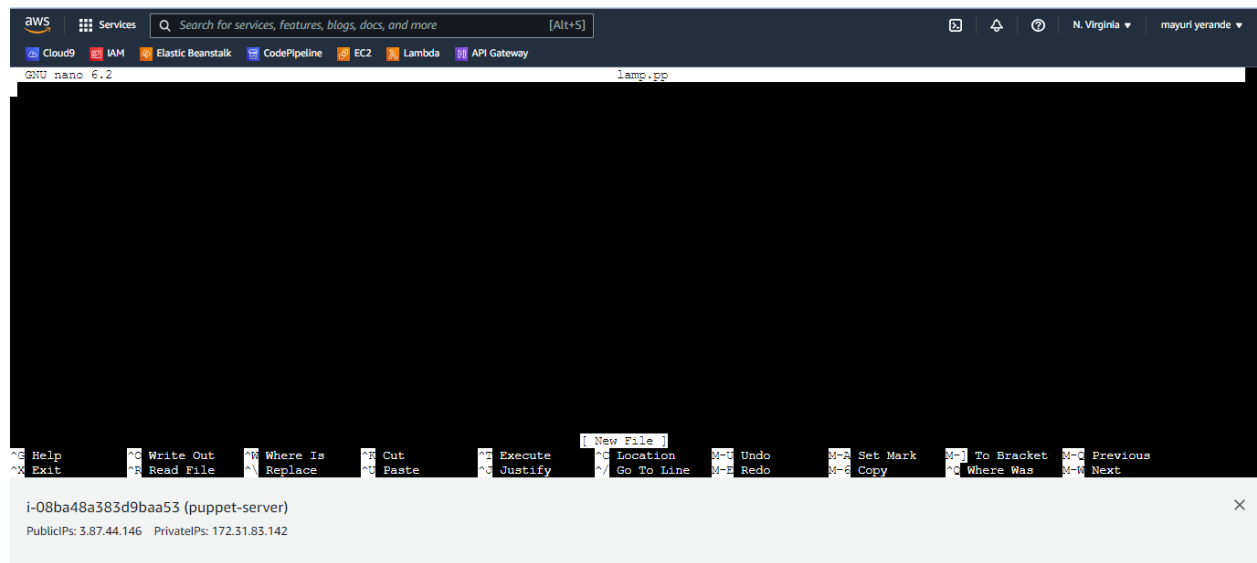 aws Services Search for services, features, blogs, docs, and more [Alt+S] N. Virginia ▼ mayuri yerande ▼
Cloud9 IAM Elastic Beanstalk CodePipeline EC2 Lambda API Gateway
GNU nano 6.2 lamp.pp
[ New File ]
^G Help ^O Write Out ^W Where Is ^K Cut ^T Execute ^C Location M-U Undo M-A Set Mark M-] To Bracket M-Q Previous
^X Exit ^R Read File ^\ Replace ^U Paste ^J Justify ^/ Go To Line M-E Redo M-6 Copy ^Q Where Was M-W Next
i-08ba48a383d9baa53 (puppet-server)
PublicIPs: 3.87.44.146 PrivateIPs: 172.31.83.142